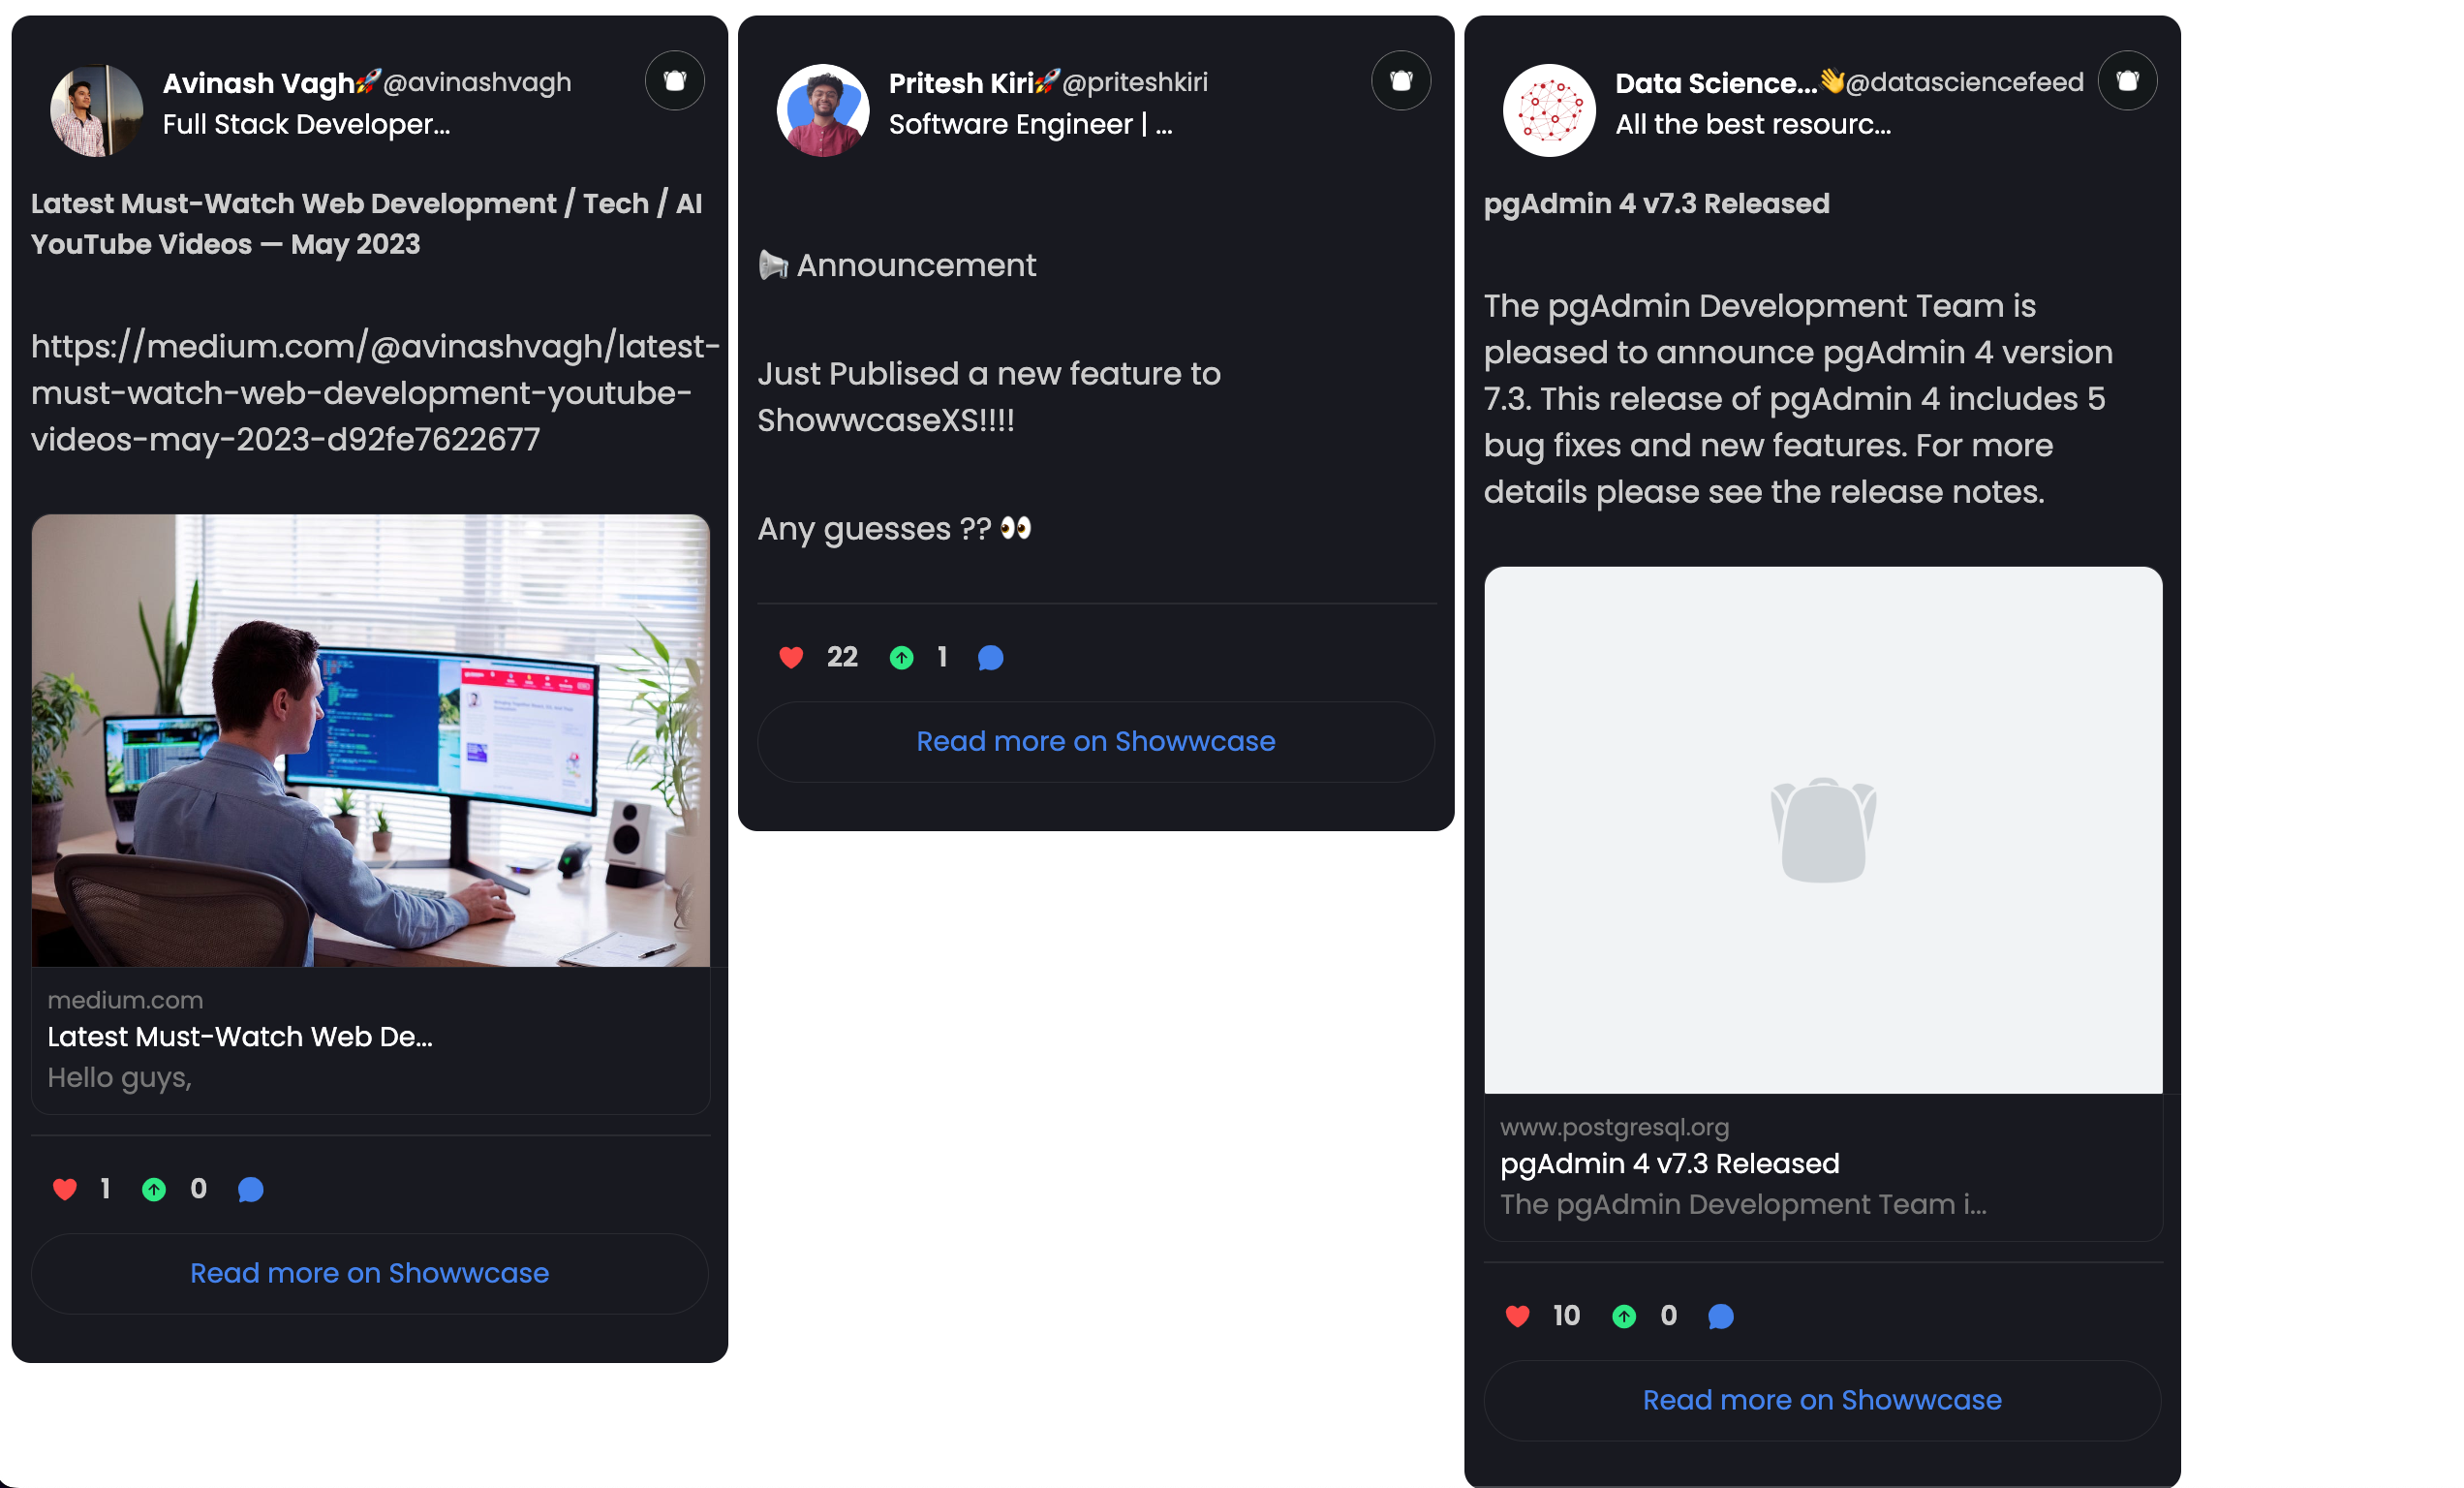 Avinash Vagh🚀@avinashvagh
Full Stack Developer...
Latest Must-Watch Web Development / Tech / AI
YouTube Videos — May 2023
https://medium.com/@avinashvagh/latest-
must-watch-web-development-youtube-
videos-may-2023-d92fe7622677
medium.com
Latest Must-Watch Web De...
Hello guys,
1 0
Read more on Showwcase
Pritesh Kiri🚀@priteshkiri
Software Engineer | ...
📢 Announcement
Just Publised a new feature to
ShowwcaseXS!!!!
Any guesses ?? 👀
22 1
Read more on Showwcase
Data Science...👋@datasciencefeed
All the best resourc...
pgAdmin 4 v7.3 Released
The pgAdmin Development Team is
pleased to announce pgAdmin 4 version
7.3. This release of pgAdmin 4 includes 5
bug fixes and new features. For more
details please see the release notes.
www.postgresql.org
pgAdmin 4 v7.3 Released
The pgAdmin Development Team i...
10 0
Read more on Showwcase